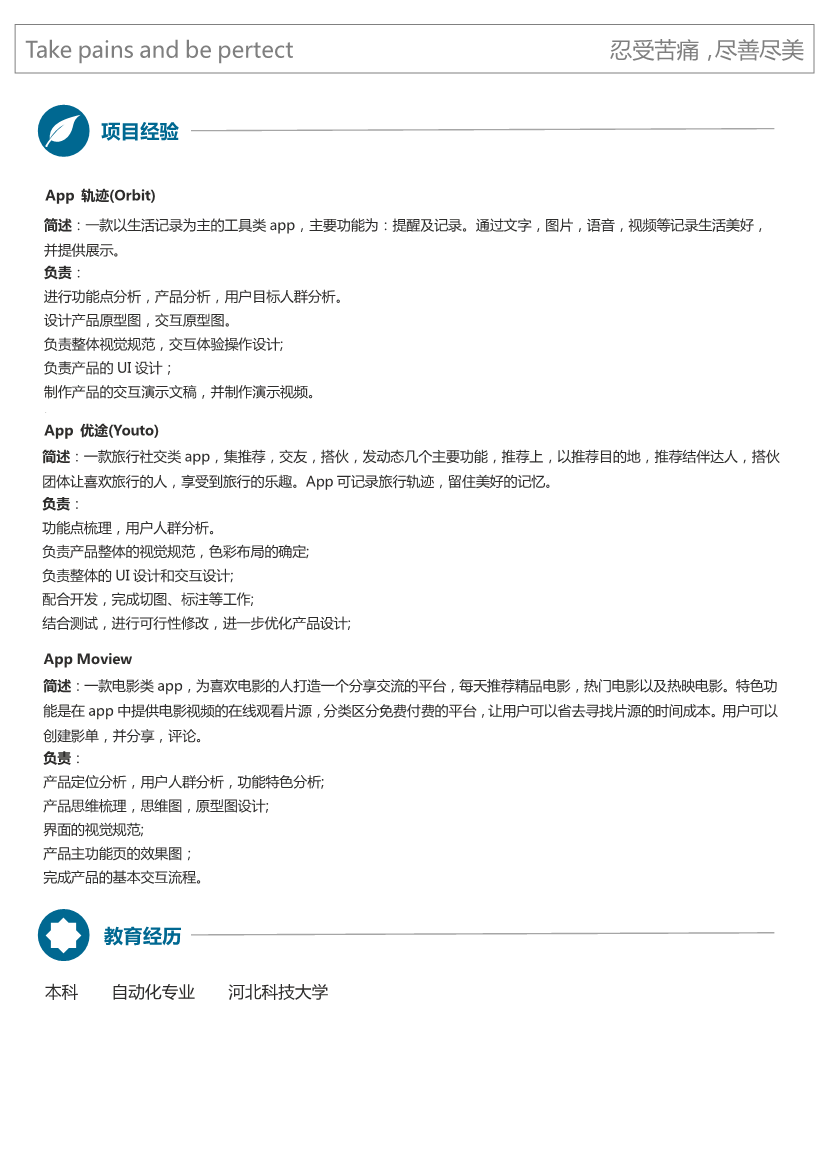 Take pains and be pertect
忍受苦痛，尽善尽美
项目经验
App 轨迹(Orbit)
简述：一款以生活记录为主的工具类 app，主要功能为：提醒及记录。通过文字，图片，语音，视频等记录生活美好，
并提供展示。
负责：
进行功能点分析，产品分析，用户目标人群分析。
设计产品原型图，交互原型图。
负责整体视觉规范，交互体验操作设计;
负责产品的 UI 设计；
制作产品的交互演示文稿，并制作演示视频。
App 优途(Youto)
简述：一款旅行社交类 app，集推荐，交友，搭伙，发动态几个主要功能，推荐上，以推荐目的地，推荐结伴达人，搭伙
团体让喜欢旅行的人，享受到旅行的乐趣。App 可记录旅行轨迹，留住美好的记忆。
负责：
功能点梳理，用户人群分析。
负责产品整体的视觉规范，色彩布局的确定;
负责整体的 UI 设计和交互设计;
配合开发，完成切图、标注等工作;
结合测试，进行可行性修改，进一步优化产品设计;
App Moview
简述：一款电影类 app，为喜欢电影的人打造一个分享交流的平台，每天推荐精品电影，热门电影以及热映电影。特色功
能是在 app 中提供电影视频的在线观看片源，分类区分免费付费的平台，让用户可以省去寻找片源的时间成本。用户可以
创建影单，并分享，评论。
负责：
产品定位分析，用户人群分析，功能特色分析;
产品思维梳理，思维图，原型图设计;
界面的视觉规范;
产品主功能页的效果图；
完成产品的基本交互流程。
教育经历
本科 自动化专业 河北科技大学